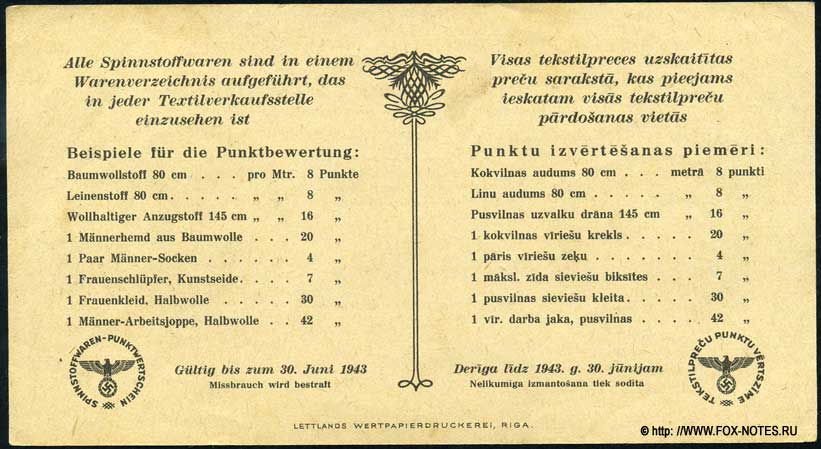 Alle Spinnstoffwaren sind in einem
Warenverzeichnis aufgeführt, das
in jeder Textilverkaufsstelle
einzusehen ist
Beispiele für die Punktbewertung:
Baumwollstoff 80 cm . . . . pro Mtr. 8 Punkte
Leinenstoff 80 cm . . . . . „ „ 8 „
Wollhaltiger Anzugstoff 145 cm „ „ 16 „
1 Männerhemd aus Baumwolle . . . 20 „
1 Paar Männer-Socken . . . . . 4 „
1 Frauenschlüpfer, Kunstseide . . . . 7 „
1 Frauenkleid, Halbwolle . . . . . 30 „
1 Männer-Arbeitsjoppe, Halbwolle . . 42 „
SPINNSTOFFWAREN-PUNKTWERTSCHEIN
Gültig bis zum 30. Juni 1943
Missbrauch wird bestraft
Visas tekstilpreces uzskaitītas
preču sarakstā, kas pieejams
ieskatam visās tekstilpreču
pārdošanas vietās
Punktu izvērtēšanas piemēri:
Kokvilnas audums 80 cm . . . metrā 8 punkti
Linu audums 80 cm . . . . . „ 8 „
Pusvilnas uzvalku drāna 145 cm „ 16 „
1 kokvilnas vīriešu krekls . . . . . 20 „
1 pāris vīriešu zeķu . . . . . . 4 „
1 māksl. zīda sieviešu biksītes . . . 7 „
1 pusvilnas sieviešu kleita . . . . . 30 „
1 vīr. darba jaka, pusvilnas . . . . 42 „
Derīga līdz 1943. g. 30. jūnijam
Nelikumīga izmantošana tiek sodīta
TEKSTILPREČU PUNKTU VĒRTSZĪME
LETTLANDS WERTPAPIERDRUCKEREI, RIGA.
© http: //WWW.FOX-NOTES.RU